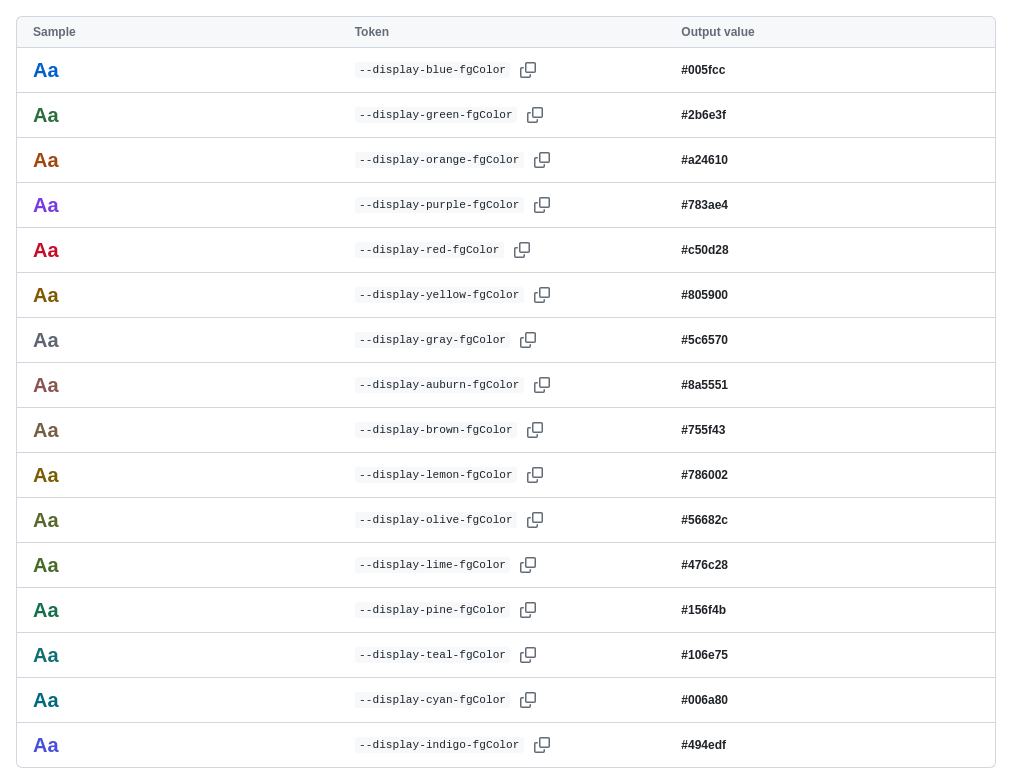 Sample Token Output value
Aa --display-blue-fgColor #005fcc
Aa --display-green-fgColor #2b6e3f
Aa --display-orange-fgColor #a24610
Aa --display-purple-fgColor #783ae4
Aa --display-red-fgColor #c50d28
Aa --display-yellow-fgColor #805900
Aa --display-gray-fgColor #5c6570
Aa --display-auburn-fgColor #8a5551
Aa --display-brown-fgColor #755f43
Aa --display-lemon-fgColor #786002
Aa --display-olive-fgColor #56682c
Aa --display-lime-fgColor #476c28
Aa --display-pine-fgColor #156f4b
Aa --display-teal-fgColor #106e75
Aa --display-cyan-fgColor #006a80
Aa --display-indigo-fgColor #494edf